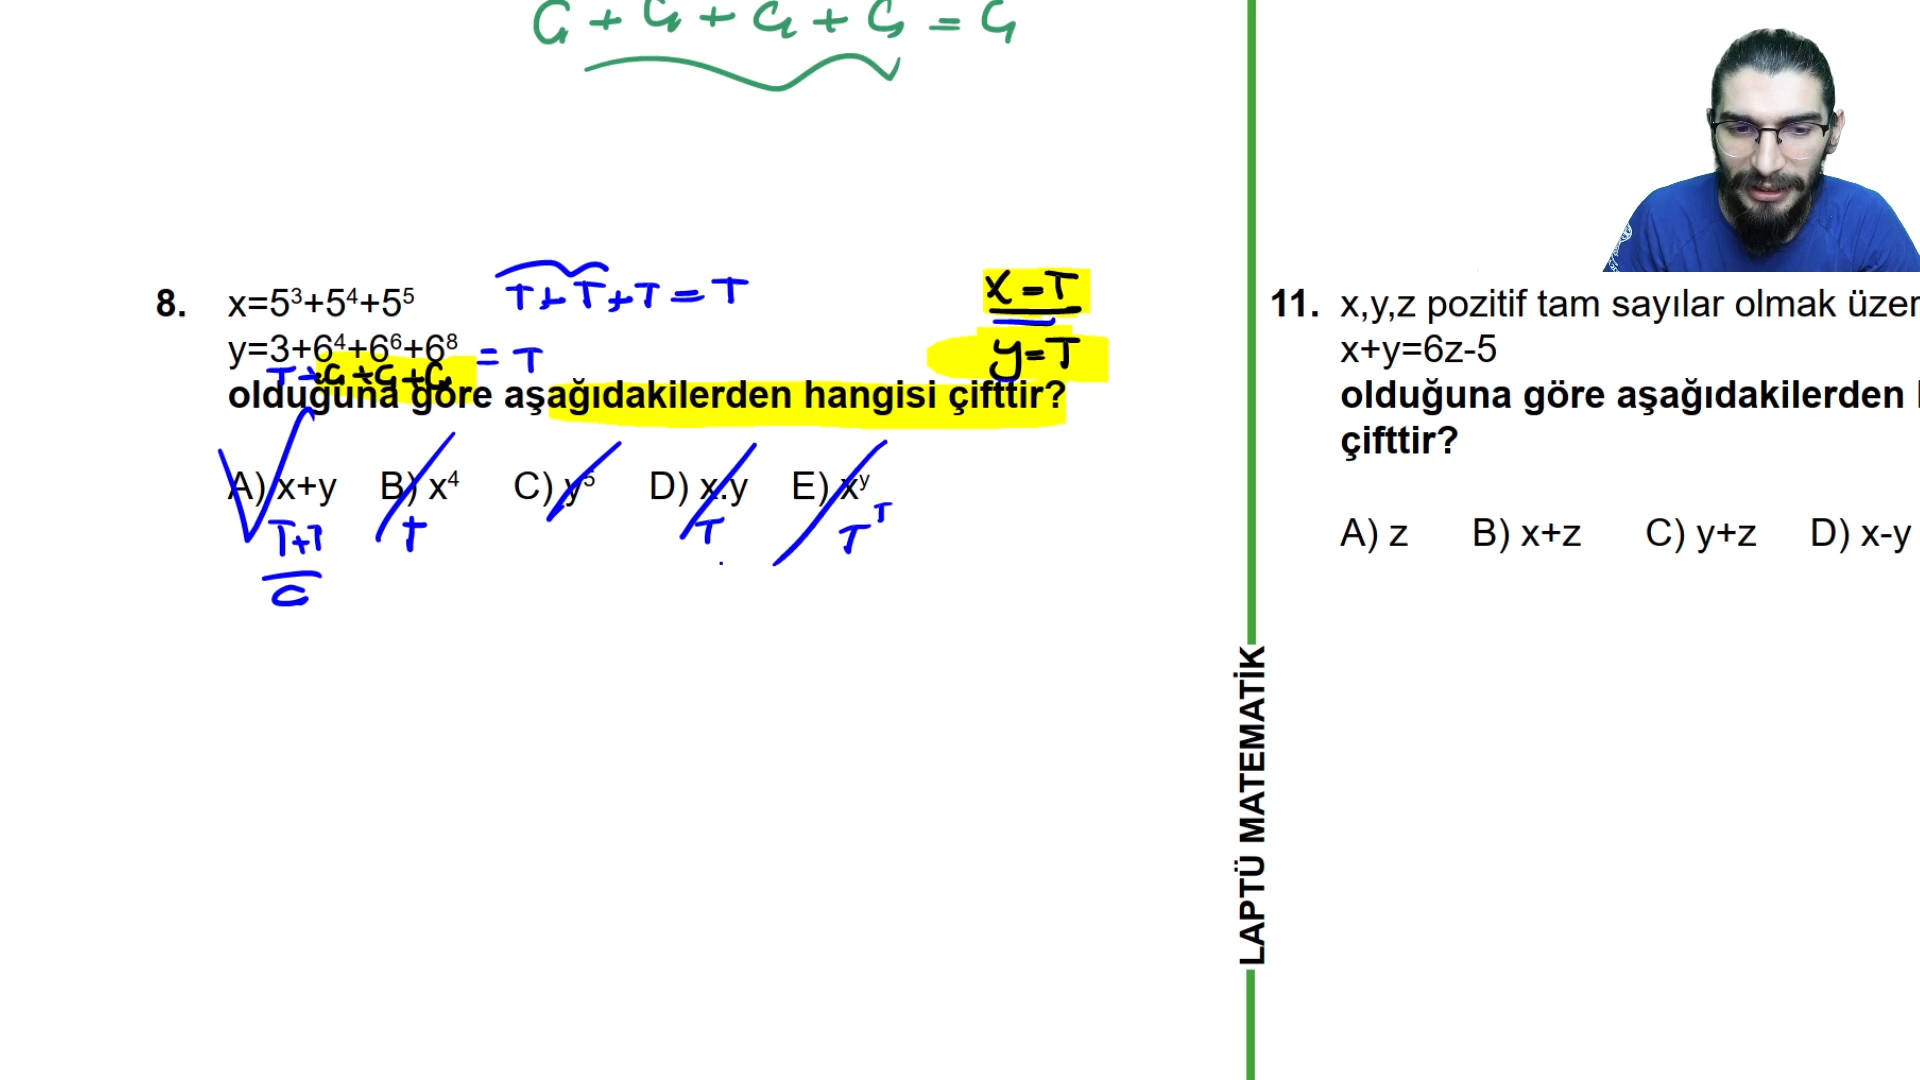 Ç + Ç + Ç + Ç = Ç
8. x=5³+5⁴+5⁵
T+T+T=T
x=T
y=3+6⁴+6⁶+6⁸ = T
T+Ç+Ç+Ç
y=T
olduğuna göre aşağıdakilerden hangisi çifttir?
A) x+y B) x⁴ C) y⁵ D) x.y E) xʸ
T+T T T Tᵀ
Ç
LAPTÜ MATEMATİK
11. x,y,z pozitif tam sayılar olmak üzer
x+y=6z-5
olduğuna göre aşağıdakilerden
çifttir?
A) z B) x+z C) y+z D) x-y